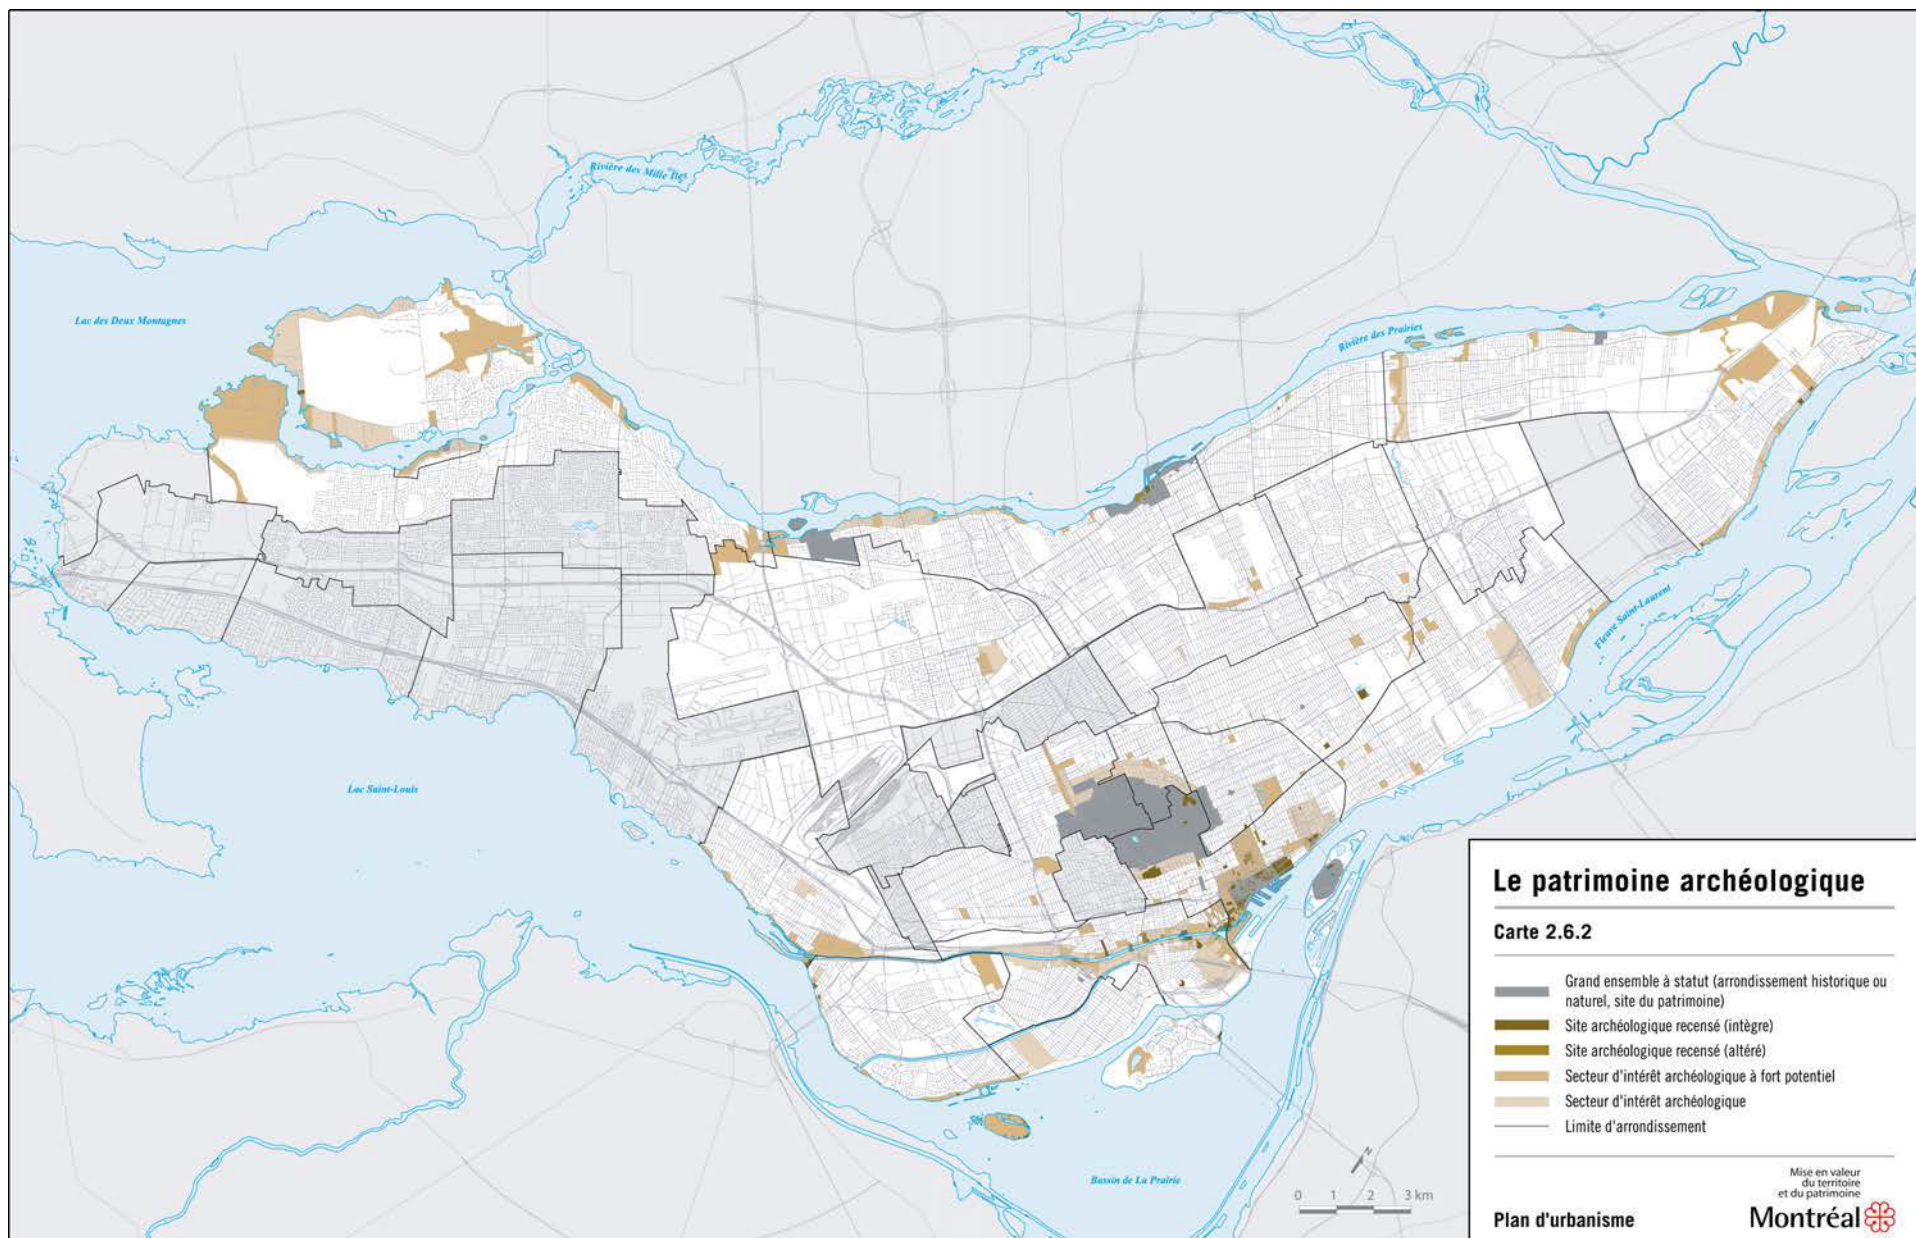 Rivière des Mille Îles
Lac des Deux Montagnes
Rivière des Prairies
Fleuve Saint-Laurent
Lac Saint-Louis
Bassin de La Prairie
N
0 1 2 3 km
Le patrimoine archéologique
Carte 2.6.2
Grand ensemble à statut (arrondissement historique ou
naturel, site du patrimoine)
Site archéologique recensé (intègre)
Site archéologique recensé (altéré)
Secteur d'intérêt archéologique à fort potentiel
Secteur d'intérêt archéologique
Limite d'arrondissement
Mise en valeur
du territoire
et du patrimoine
Plan d'urbanisme
Montréal